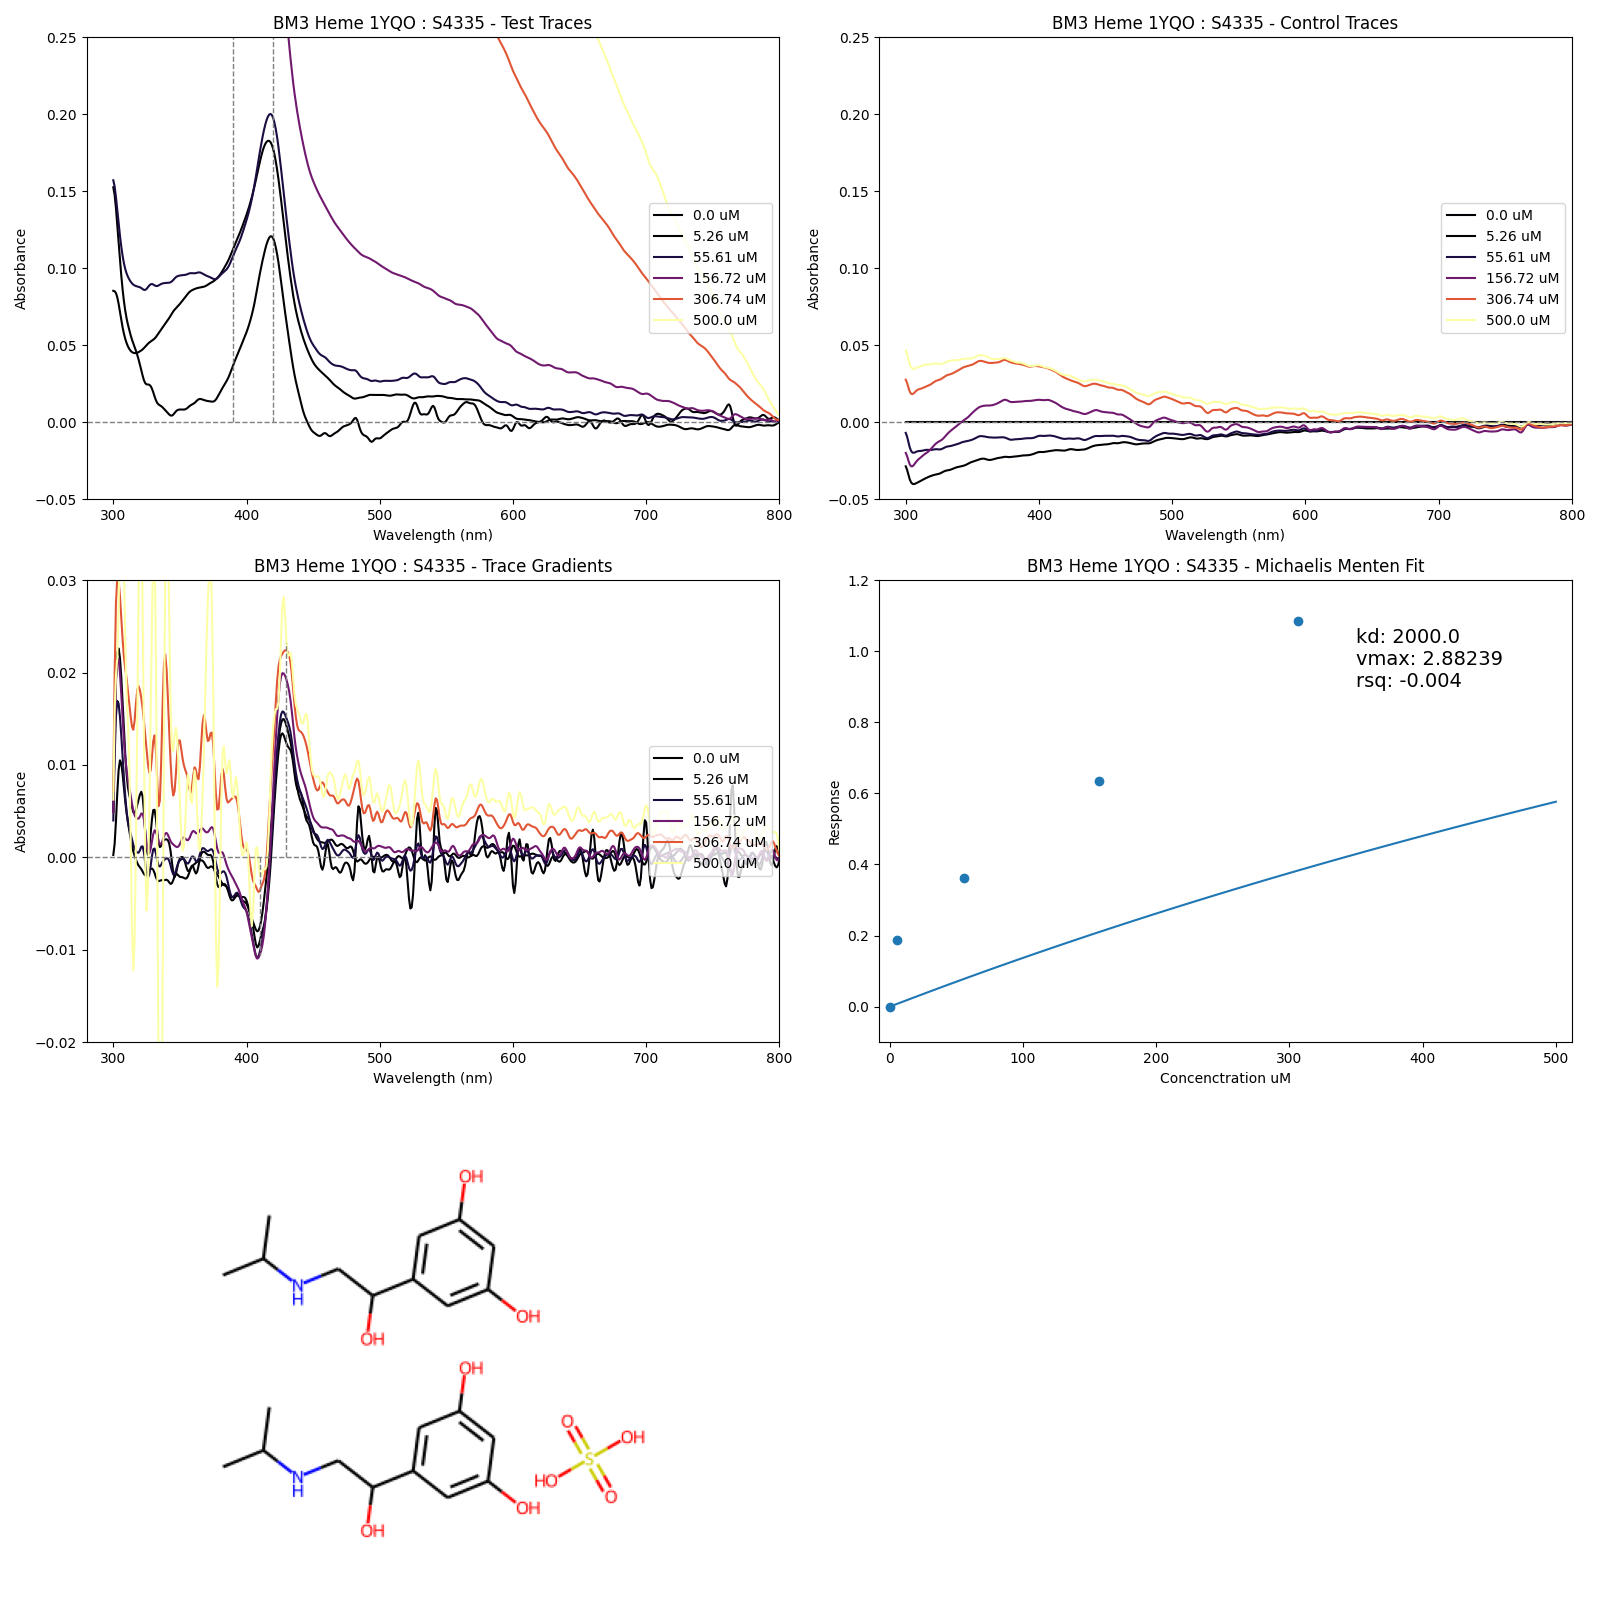 BM3 Heme 1YQO : S4335 - Test Traces
0.25
0.20
0.15
0.10
0.05
0.00
−0.05
Absorbance
0.0 uM
5.26 uM
55.61 uM
156.72 uM
306.74 uM
500.0 uM
300 400 500 600 700 800
Wavelength (nm)
BM3 Heme 1YQO : S4335 - Control Traces
0.25
0.20
0.15
0.10
0.05
0.00
−0.05
Absorbance
0.0 uM
5.26 uM
55.61 uM
156.72 uM
306.74 uM
500.0 uM
300 400 500 600 700 800
Wavelength (nm)
BM3 Heme 1YQO : S4335 - Trace Gradients
0.03
0.02
0.01
0.00
−0.01
−0.02
Absorbance
0.0 uM
5.26 uM
55.61 uM
156.72 uM
306.74 uM
500.0 uM
300 400 500 600 700 800
Wavelength (nm)
BM3 Heme 1YQO : S4335 - Michaelis Menten Fit
1.2
1.0
0.8
0.6
0.4
0.2
0.0
Response
kd: 2000.0
vmax: 2.88239
rsq: -0.004
0 100 200 300 400 500
Concenctration uM
OH
N
H
OH
OH
OH
N
H
OH
OH
O
OH
S
HO
O